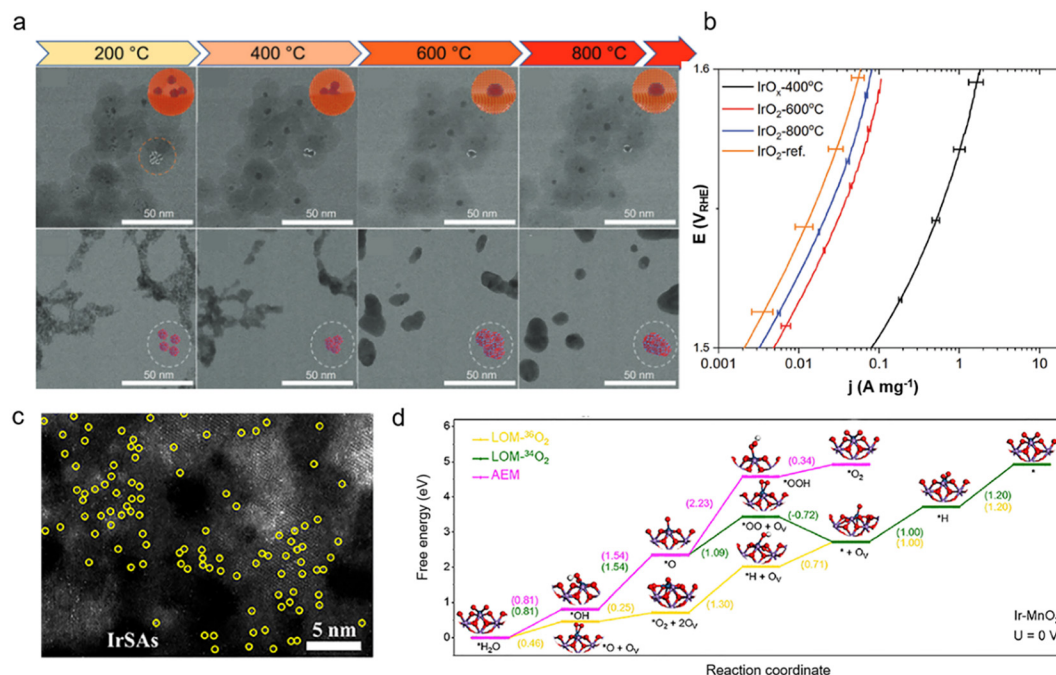 a
200 °C 400 °C 600 °C 800 °C
50 nm 50 nm 50 nm 50 nm
50 nm 50 nm 50 nm 50 nm
b
1.6
IrOx-400°C
IrO2-600°C
IrO2-800°C
IrO2-ref.
E (VRHE)
1.5
0.01 0.1 1
j (A mg-1)
c
IrSAs
5 nm
d
6
5
4
3
2
1
0
Free energy (eV)
LOM-36O2
LOM-34O2
AEM
*H2O
(0.81)
(0.81)
(0.46)
*OH
*O + OV
(1.54)
(1.54)
(0.25)
*O
*O2 + 2OV
(2.23)
(1.09)
(1.30)
*OOH
*OO + OV
*H + OV
(0.34)
(-0.72)
(0.71)
*O2
* + OV
(1.00)
(1.00)
*H
(1.20)
(1.20)
*
Ir-MnO2
U = 0 V
Reaction coordinate